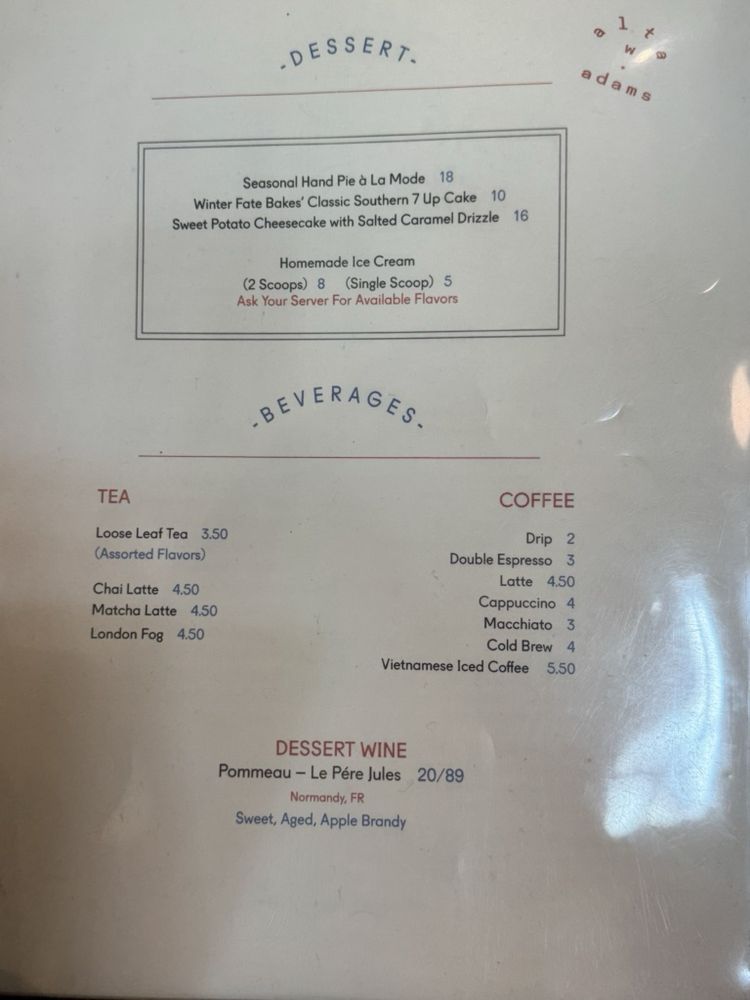 -DESSERT-
alta
w.
adams
Seasonal Hand Pie à La Mode 18
Winter Fate Bakes' Classic Southern 7 Up Cake 10
Sweet Potato Cheesecake with Salted Caramel Drizzle 16
Homemade Ice Cream
(2 Scoops) 8 (Single Scoop) 5
Ask Your Server For Available Flavors
-BEVERAGES-
TEA
Loose Leaf Tea 3.50
(Assorted Flavors)
Chai Latte 4.50
Matcha Latte 4.50
London Fog 4.50
COFFEE
Drip 2
Double Espresso 3
Latte 4.50
Cappuccino 4
Macchiato 3
Cold Brew 4
Vietnamese Iced Coffee 5.50
DESSERT WINE
Pommeau – Le Pére Jules 20/89
Normandy, FR
Sweet, Aged, Apple Brandy